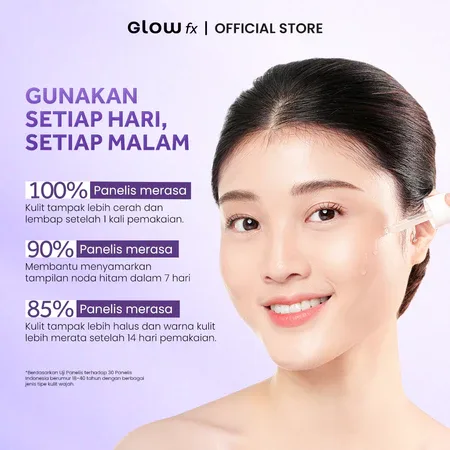 GLOW fx | OFFICIAL STORE
GUNAKAN
SETIAP HARI,
SETIAP MALAM
100% Panelis merasa
Kulit tampak lebih cerah dan
lembap setelah 1 kali pemakaian.
90% Panelis merasa
Membantu menyamarkan
tampilan noda hitam dalam 7 hari
85% Panelis merasa
Kulit tampak lebih halus dan warna kulit
lebih merata setelah 14 hari pemakaian.
*Berdasarkan Uji Panelis terhadap 30 Panelis
Indonesia berumur 18-40 tahun dengan berbagai
jenis tipe kulit wajah.